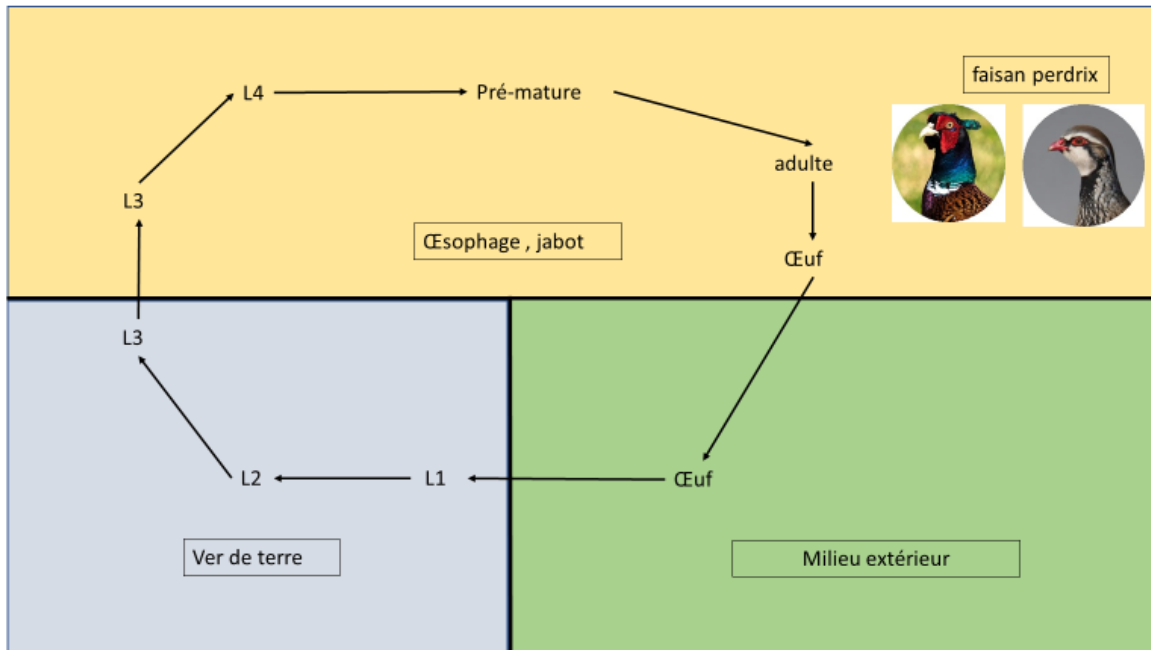 faisan perdrix
L4
Pré-mature
adulte
L3
Œsophage , jabot
Œuf
L3
L2
L1
Œuf
Ver de terre
Milieu extérieur